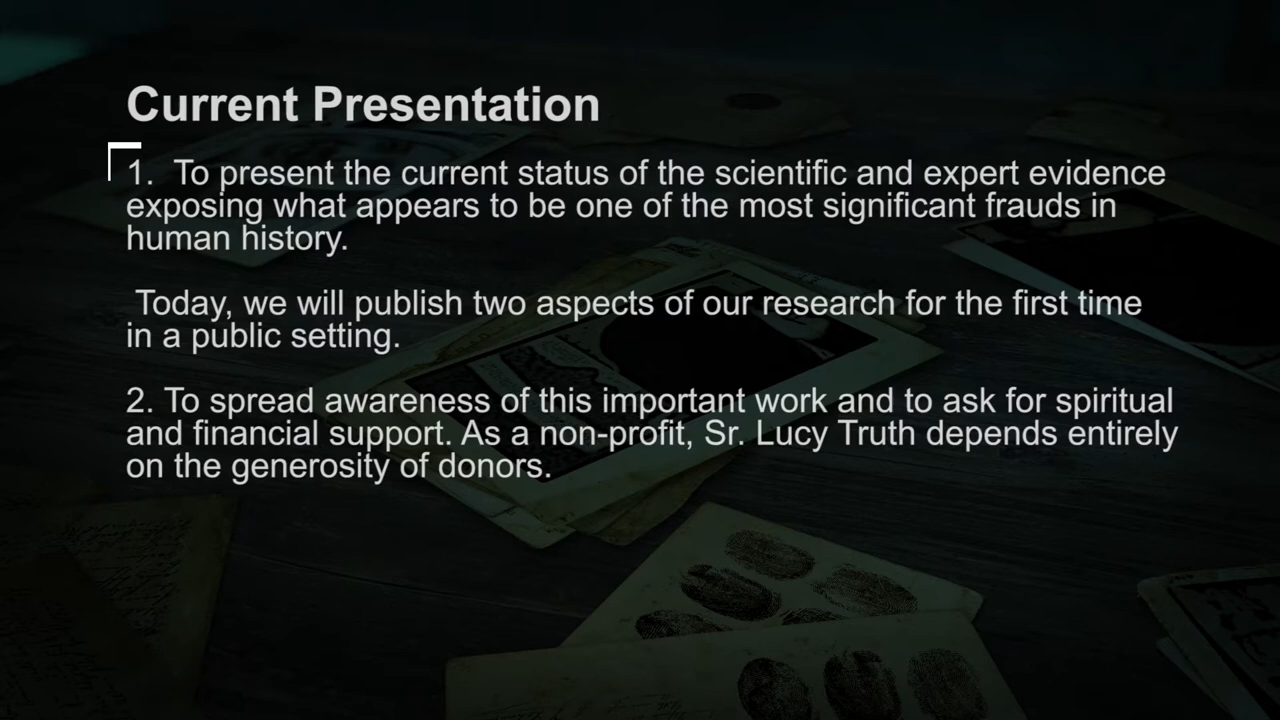 Current Presentation
1. To present the current status of the scientific and expert evidence
exposing what appears to be one of the most significant frauds in
human history.
Today, we will publish two aspects of our research for the first time
in a public setting.
2. To spread awareness of this important work and to ask for spiritual
and financial support. As a non-profit, Sr. Lucy Truth depends entirely
on the generosity of donors.